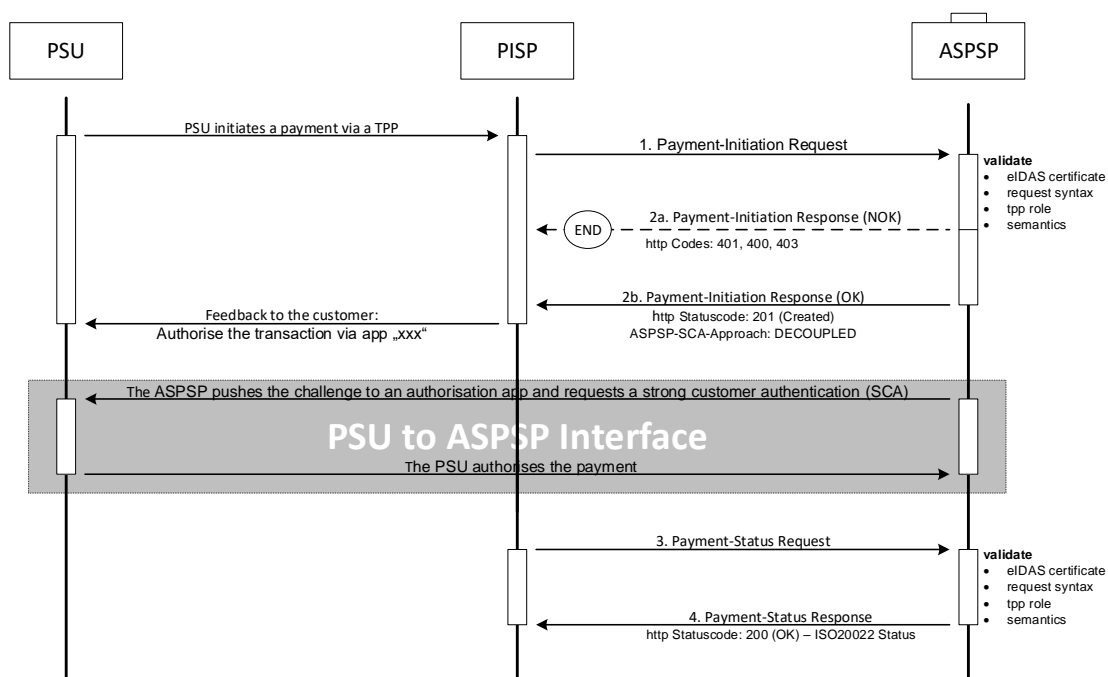 PSU
PISP
ASPSP
PSU initiates a payment via a TPP
1. Payment-Initiation Request
validate
• eIDAS certificate
• request syntax
• tpp role
• semantics
2a. Payment-Initiation Response (NOK)
END
http Codes: 401, 400, 403
2b. Payment-Initiation Response (OK)
http Statuscode: 201 (Created)
ASPSP-SCA-Approach: DECOUPLED
Feedback to the customer:
Authorise the transaction via app „xxx“
The ASPSP pushes the challenge to an authorisation app and requests a strong customer authentication (SCA)
PSU to ASPSP Interface
The PSU authorises the payment
3. Payment-Status Request
validate
• eIDAS certificate
• request syntax
• tpp role
• semantics
4. Payment-Status Response
http Statuscode: 200 (OK) – ISO20022 Status